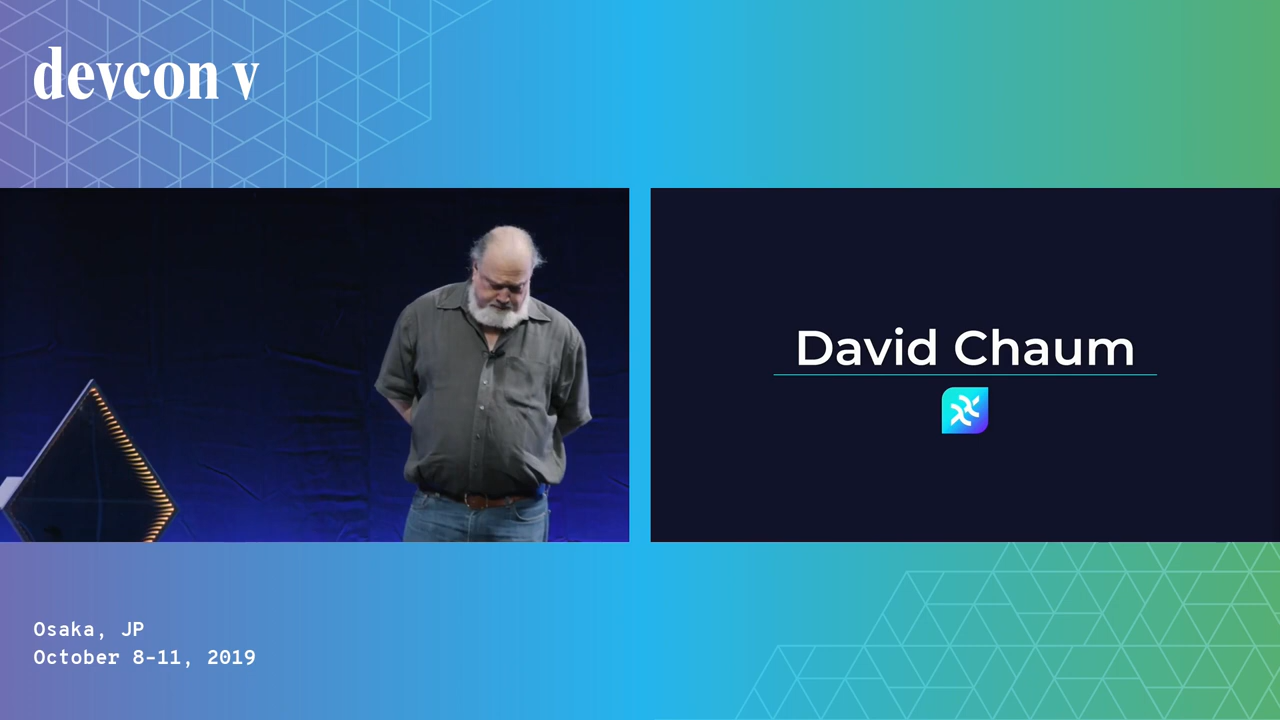 devcon v
David Chaum
Osaka, JP
October 8-11, 2019